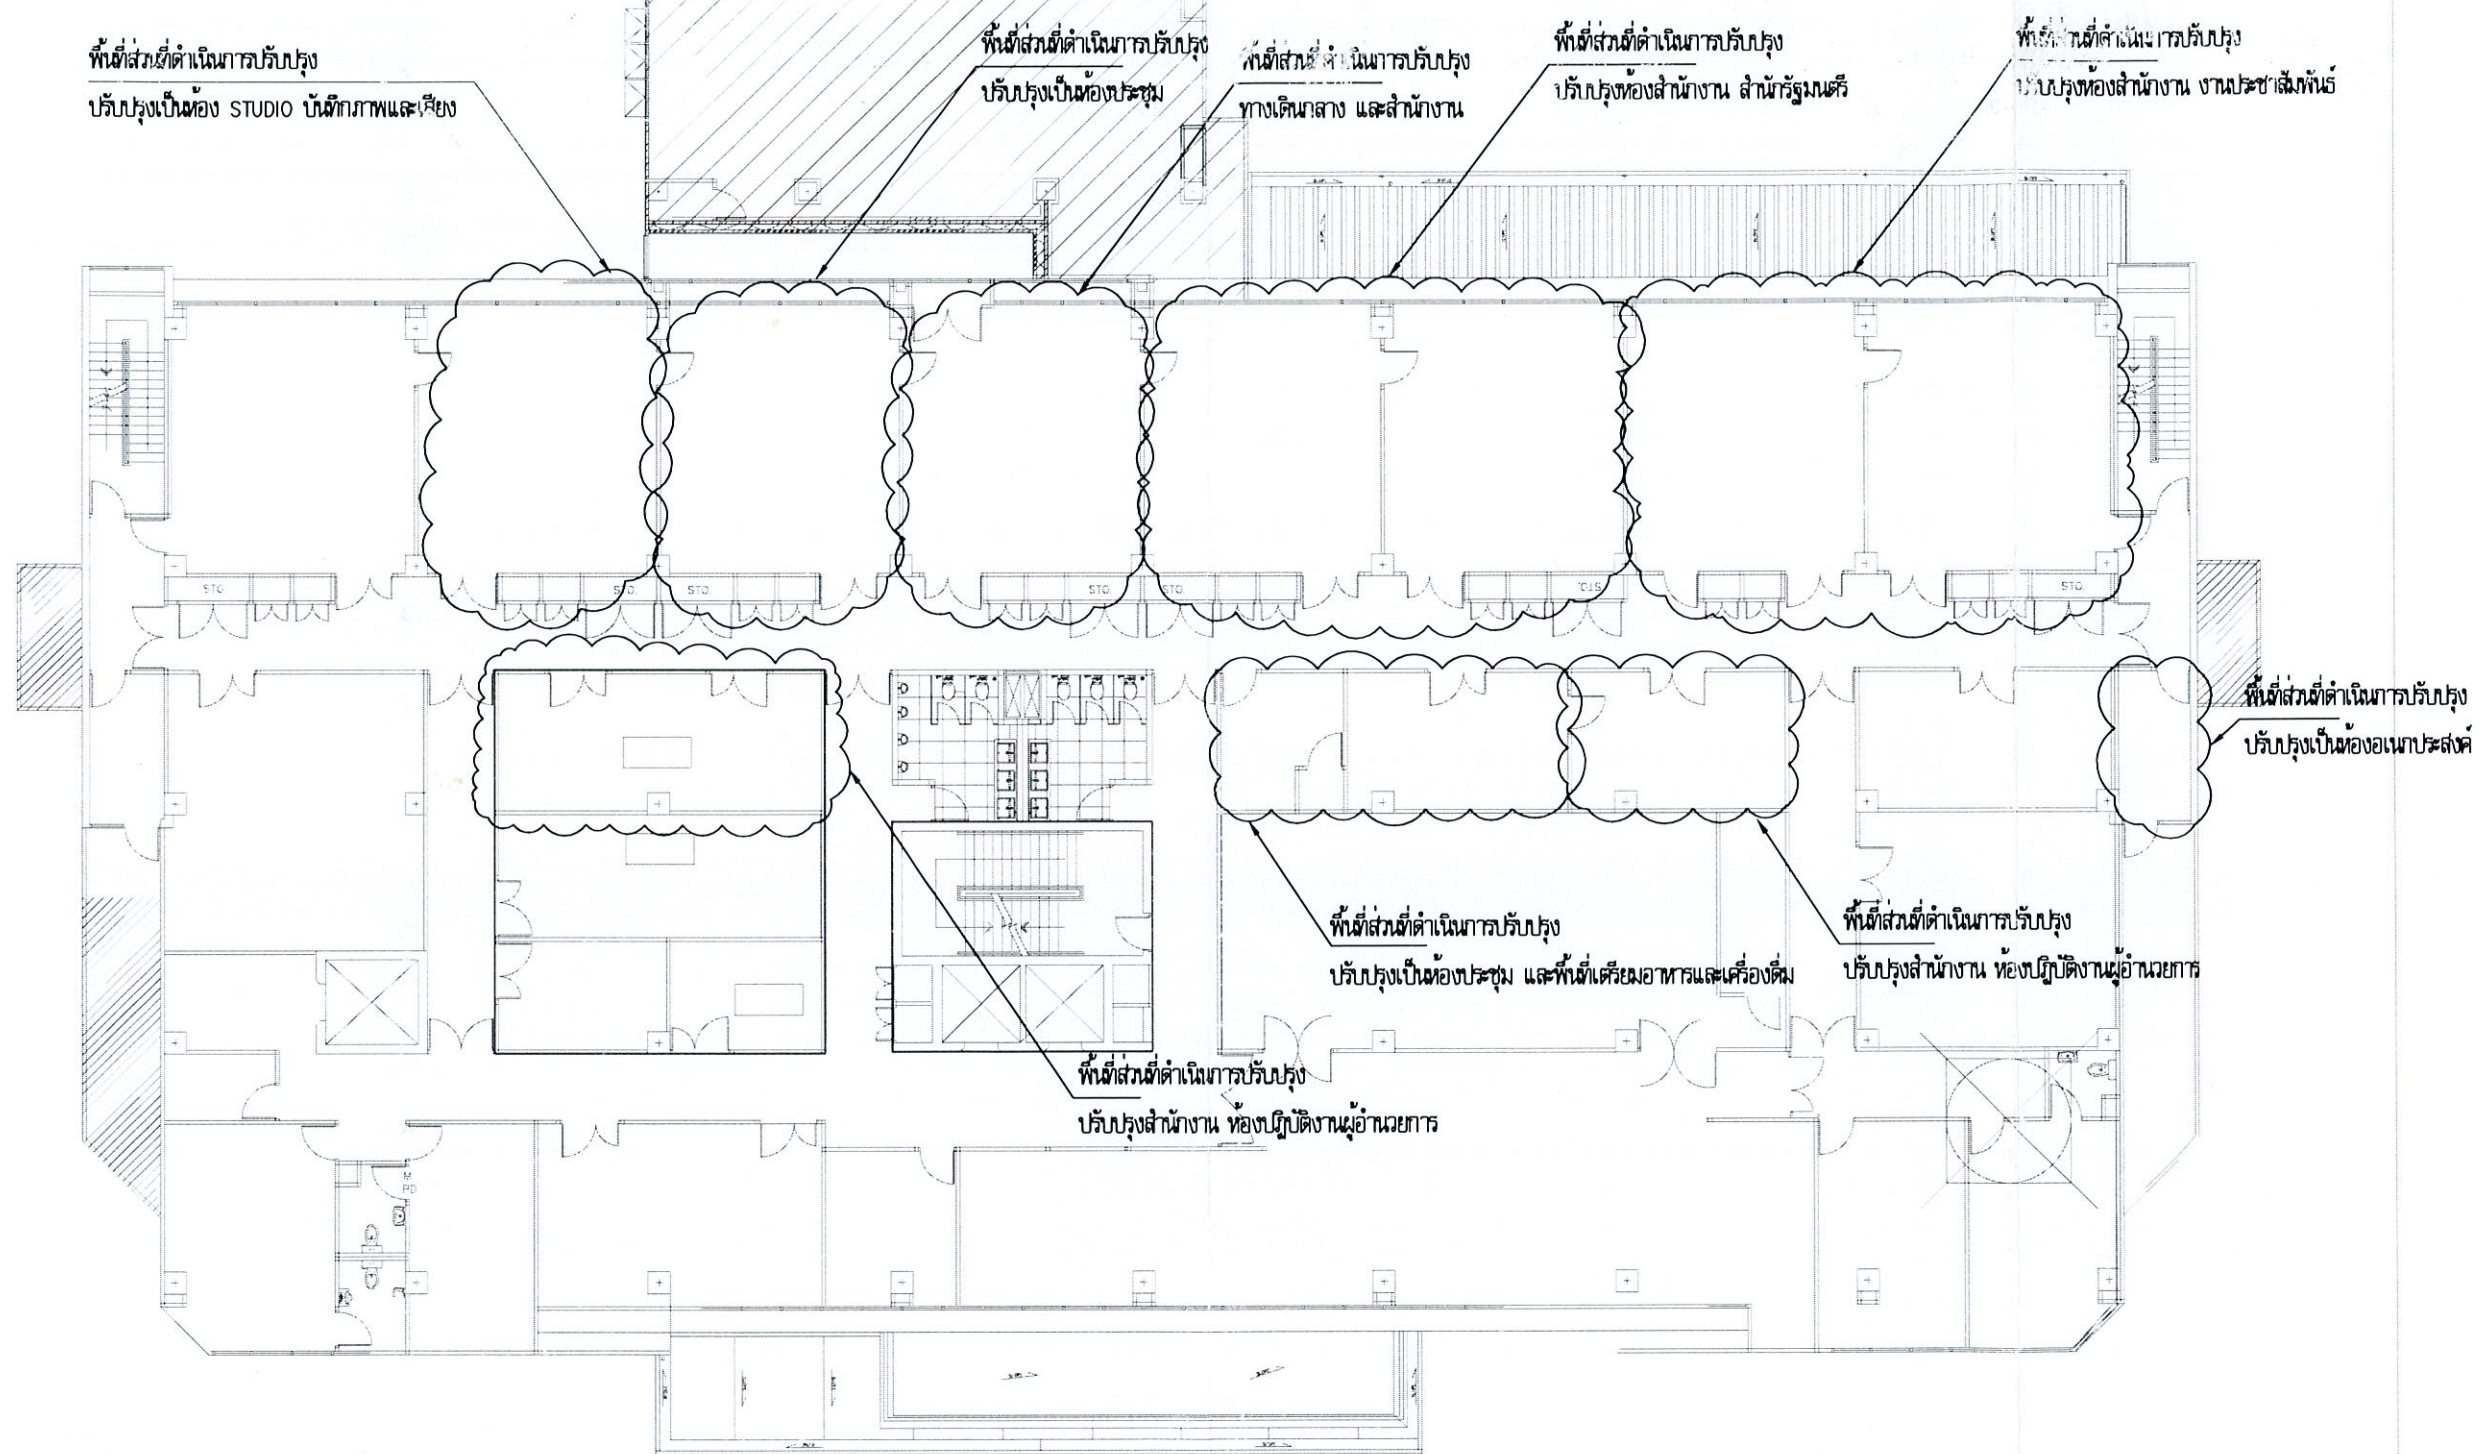 พื้นที่ส่วนที่ดำเนินการปรับปรุง
ปรับปรุงเป็นห้อง STUDIO บันทึกภาพและเสียง
พื้นที่ส่วนที่ดำเนินการปรับปรุง
ปรับปรุงเป็นห้องประชุม
พื้นที่ส่วนที่ดำเนินการปรับปรุง
ทางเดินกลาง และสำนักงาน
พื้นที่ส่วนที่ดำเนินการปรับปรุง
ปรับปรุงห้องสำนักงาน สำนักรัฐมนตรี
พื้นที่ส่วนที่ดำเนินการปรับปรุง
ปรับปรุงห้องสำนักงาน งานประชาสัมพันธ์
STO.
STO.
STO.
STO.
STO.
STO.
STO.
พื้นที่ส่วนที่ดำเนินการปรับปรุง
ปรับปรุงเป็นห้องอเนกประสงค์
พื้นที่ส่วนที่ดำเนินการปรับปรุง
ปรับปรุงเป็นห้องประชุม และพื้นที่เตรียมอาหารและเครื่องดื่ม
พื้นที่ส่วนที่ดำเนินการปรับปรุง
ปรับปรุงสำนักงาน ห้องปฏิบัติงานผู้อำนวยการ
พื้นที่ส่วนที่ดำเนินการปรับปรุง
ปรับปรุงสำนักงาน ห้องปฏิบัติงานผู้อำนวยการ
PD